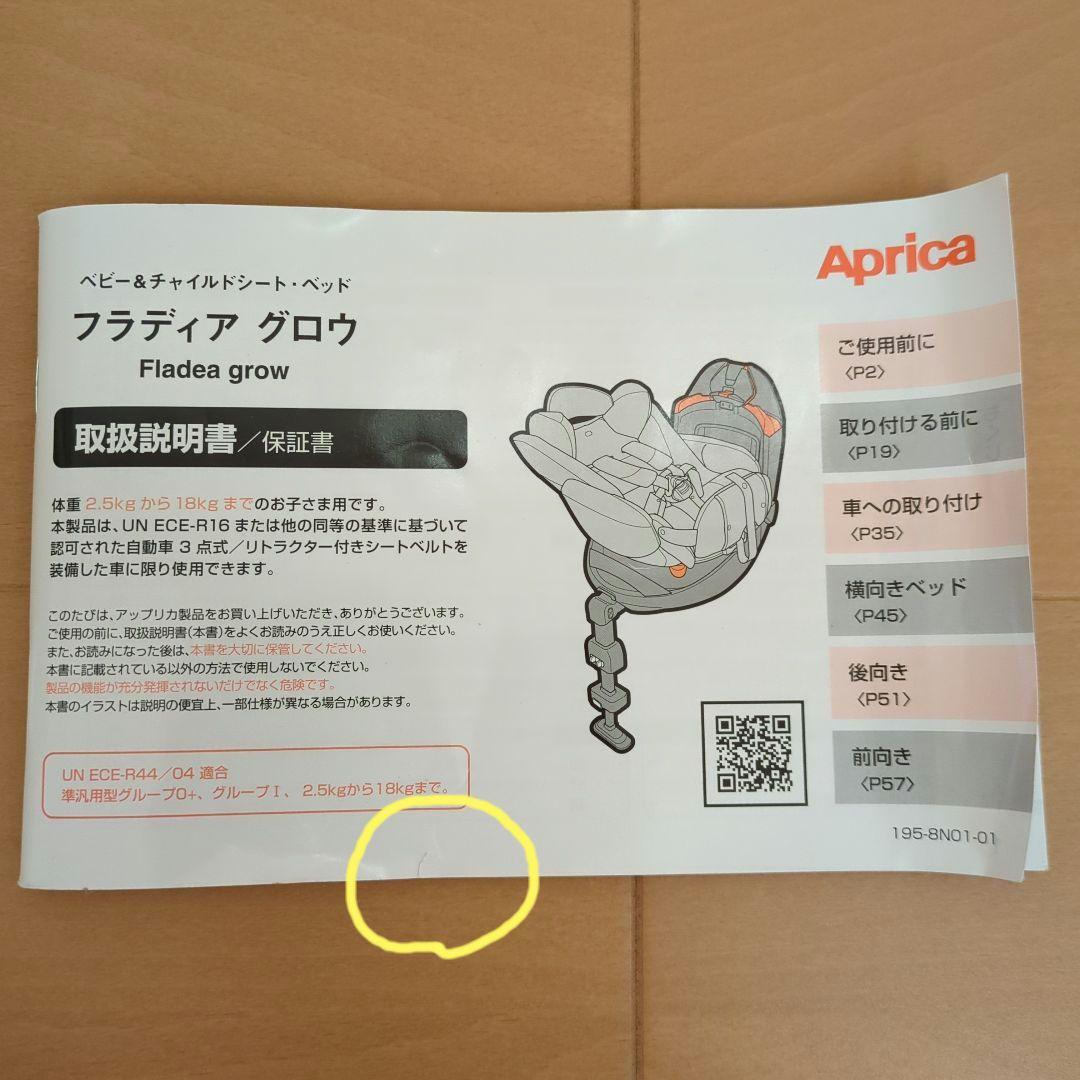 Aprica
ベビー＆チャイルドシート・ベッド
フラディア グロウ
Fladea grow
取扱説明書／保証書
体重 2.5kg から 18kg までのお子さま用です。
本製品は、UN ECE-R16 または他の同等の基準に基づいて
認可された自動車 3 点式／リトラクター付きシートベルトを
装備した車に限り使用できます。
このたびは、アップリカ製品をお買い上げいただき、ありがとうございます。
ご使用の前に、取扱説明書（本書）をよくお読みのうえ正しくお使いください。
また、お読みになった後は、本書を大切に保管してください。
本書に記載されている以外の方法で使用しないでください。
製品の機能が充分発揮されないだけでなく危険です。
本書のイラストは説明の便宜上、一部仕様が異なる場合があります。
UN ECE-R44／04 適合
準汎用型グループ0+、グループⅠ、2.5kgから18kgまで。
ご使用前に
〈P2〉
取り付ける前に
〈P19〉
車への取り付け
〈P35〉
横向きベッド
〈P45〉
後向き
〈P51〉
前向き
〈P57〉
195-8N01-01